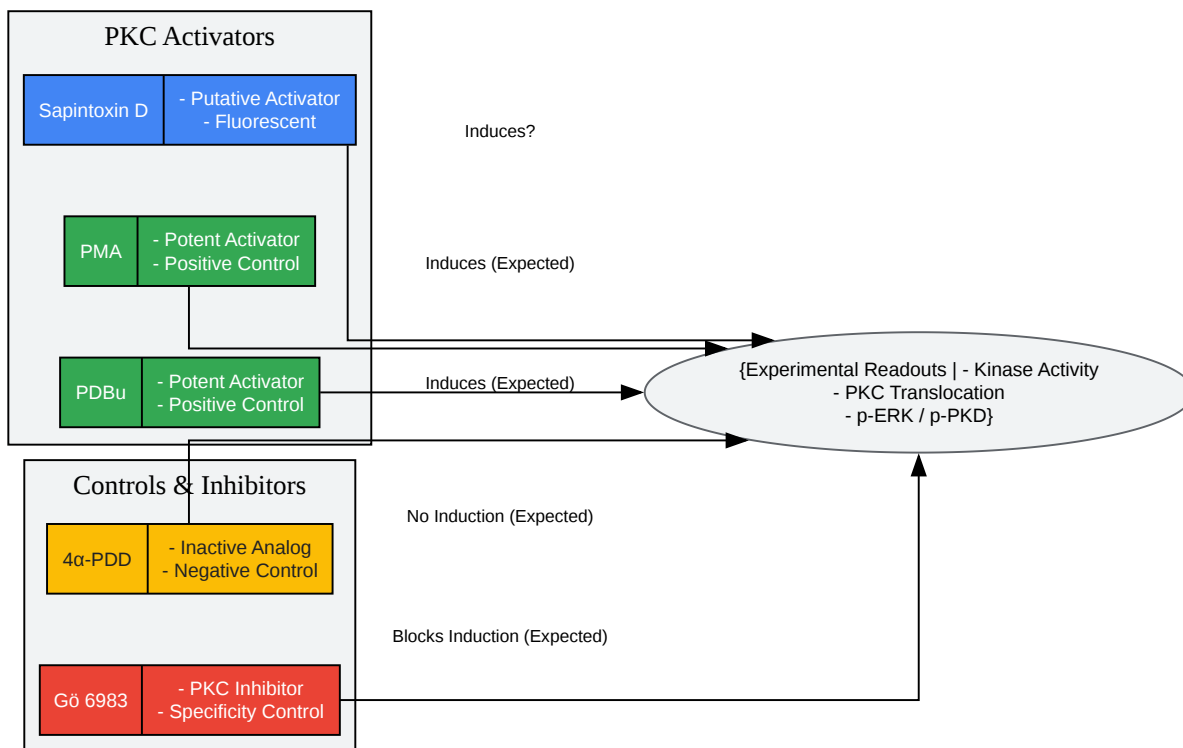 PKC Activators
Sapintoxin D
- Putative Activator
- Fluorescent
Induces?
PMA
- Potent Activator
- Positive Control
Induces (Expected)
PDBu
- Potent Activator
- Positive Control
Induces (Expected)
{Experimental Readouts | - Kinase Activity
- PKC Translocation
- p-ERK / p-PKD}
Controls & Inhibitors
4α-PDD
- Inactive Analog
- Negative Control
No Induction (Expected)
Blocks Induction (Expected)
Gö 6983
- PKC Inhibitor
- Specificity Control